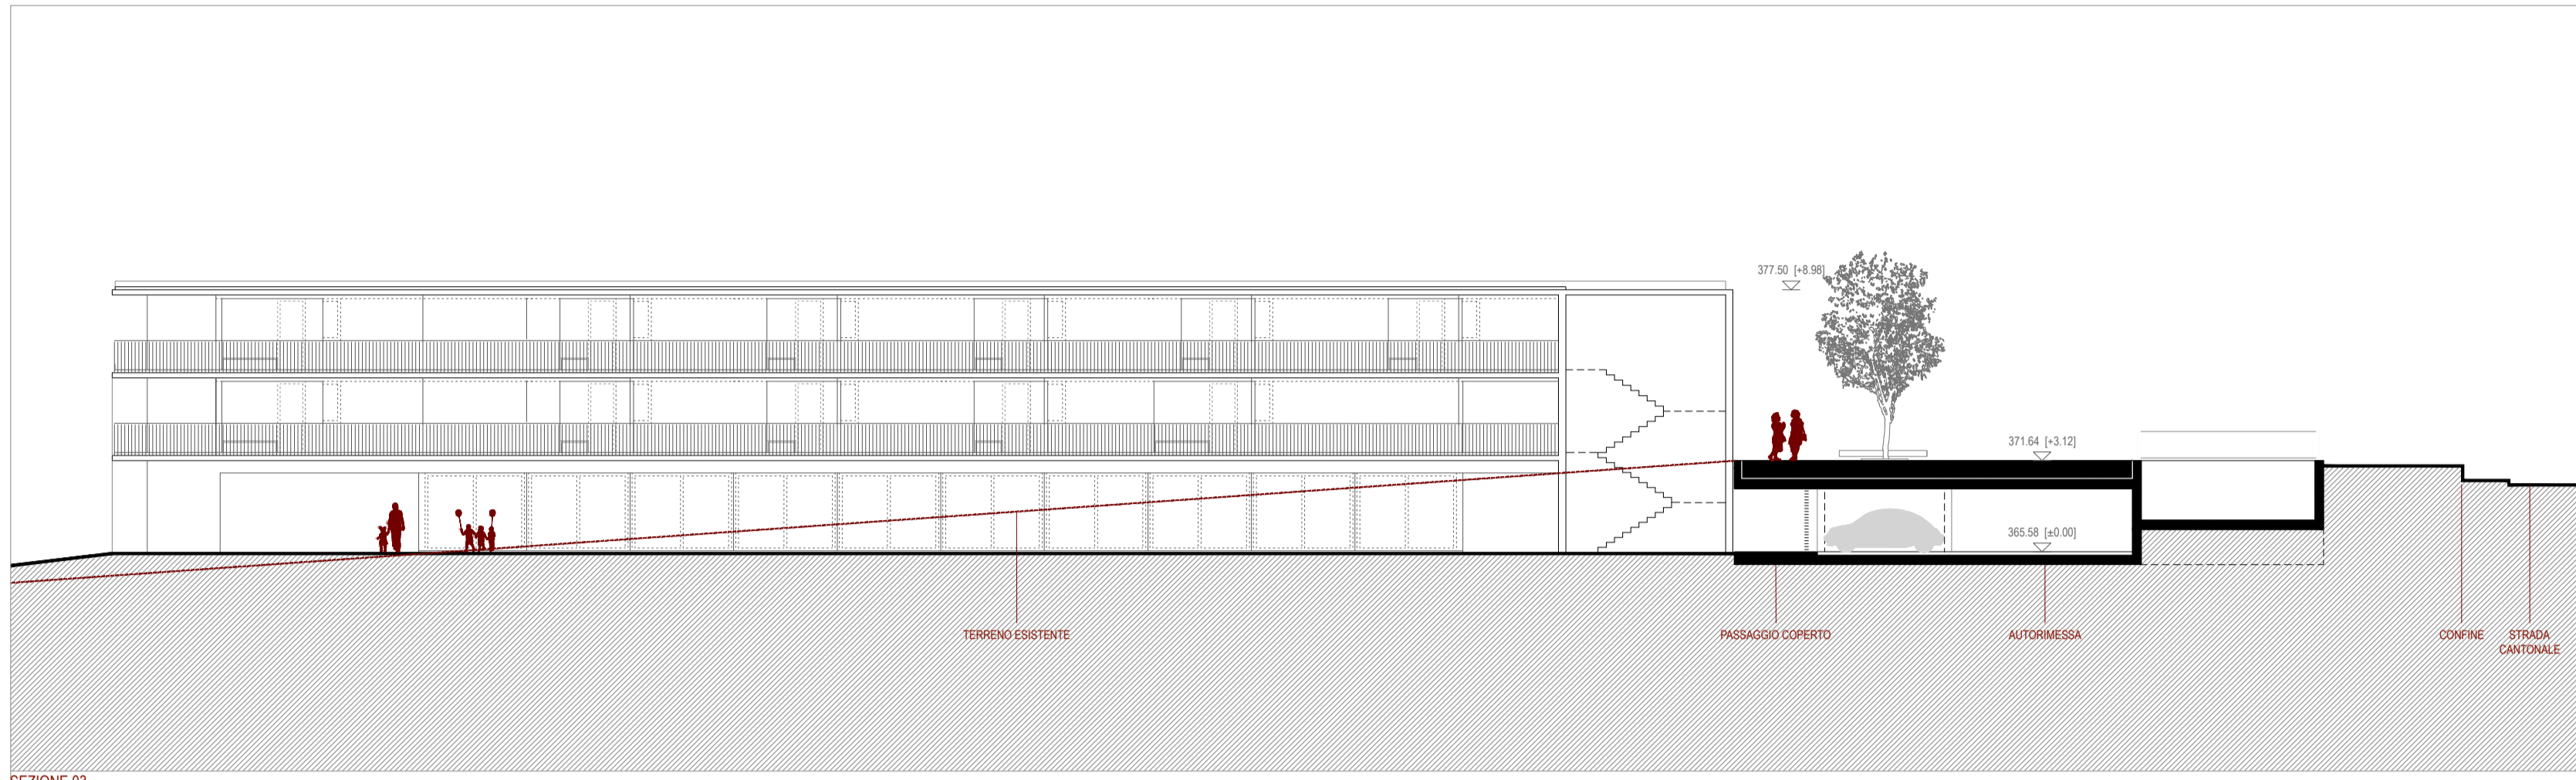 377.50 [+8.98]
371.64 [+3.12]
365.58 [±0.00]
TERRENO ESISTENTE
PASSAGGIO COPERTO
AUTORIMESSA
CONFINE
STRADA
CANTONALE